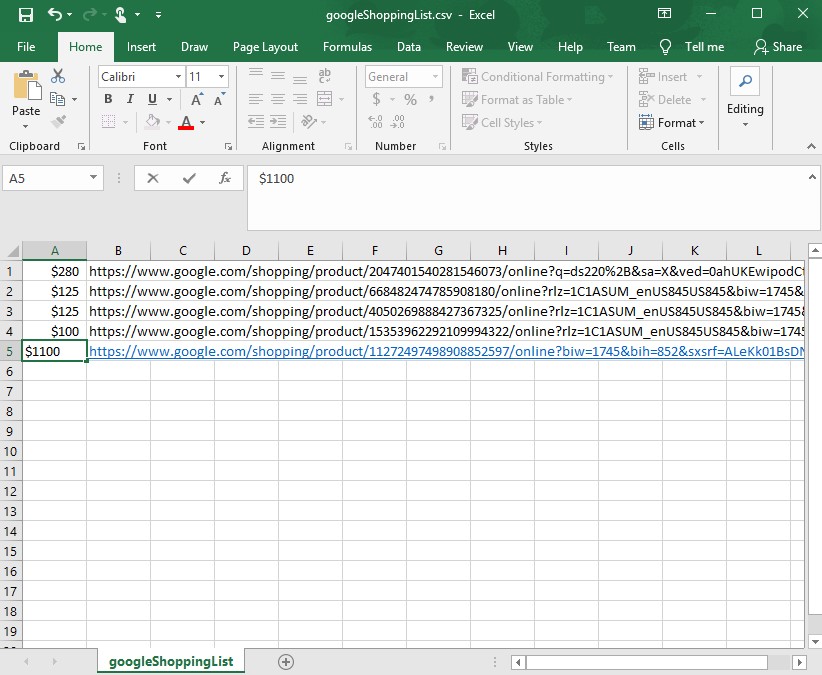 googleShoppingList.csv - Excel
File Home Insert Draw Page Layout Formulas Data Review View Help Team Tell me Share
Paste
Calibri 11
B I U A A
A
ab
General
$ % ,
.00 .0
Conditional Formatting
Format as Table
Cell Styles
Insert
Delete
Format
Editing
Clipboard Font Alignment Number Styles Cells
A5 fx $1100
A B C D E F G H I J K L
1 $280 https://www.google.com/shopping/product/2047401540281546073/online?q=ds220%2B&sa=X&ved=0ahUKEwipodCt
2 $125 https://www.google.com/shopping/product/668482474785908180/online?rlz=1C1ASUM_enUS845US845&biw=1745&
3 $125 https://www.google.com/shopping/product/4050269888427367325/online?rlz=1C1ASUM_enUS845US845&biw=1745
4 $100 https://www.google.com/shopping/product/15353962292109994322/online?rlz=1C1ASUM_enUS845US845&biw=1745
5 $1100 https://www.google.com/shopping/product/11272497498908852597/online?biw=1745&bih=852&sxsrf=ALeKk01BsDN
6
7
8
9
10
11
12
13
14
15
16
17
18
19
googleShoppingList